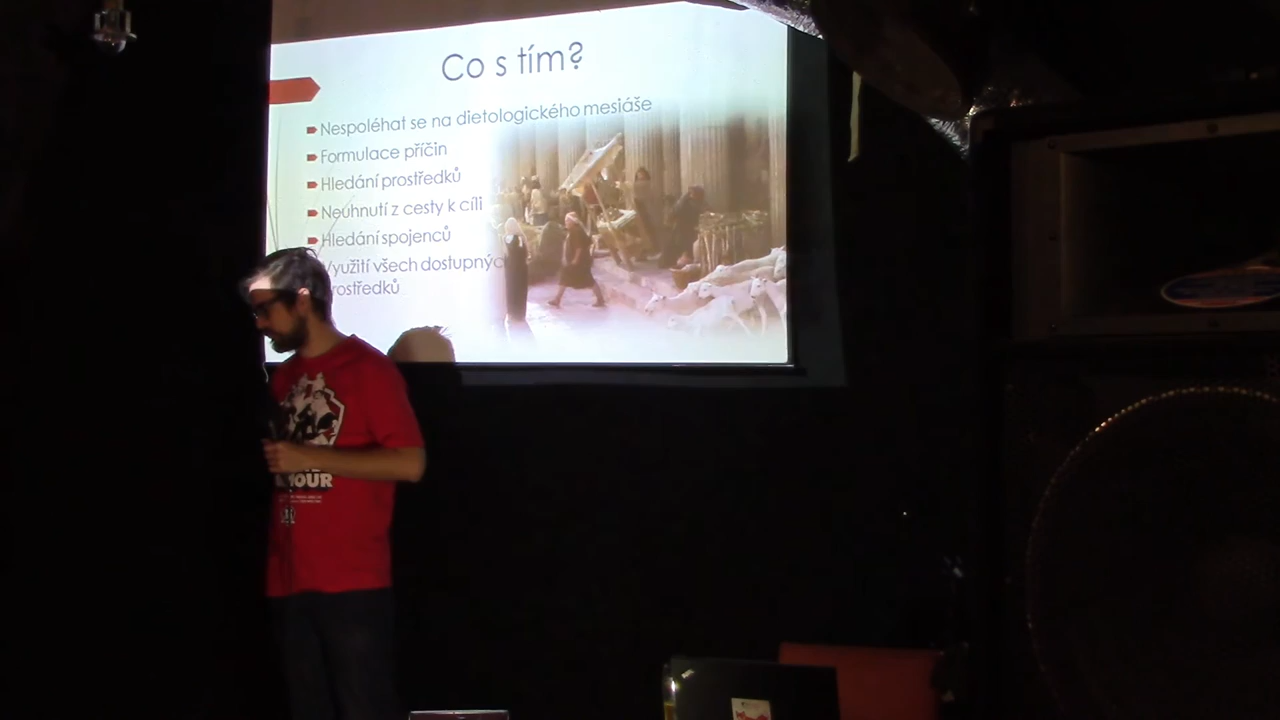 Co s tím?
Nespoléhat se na dietologického mesiáše
Formulace příčin
Hledání prostředků
Neuhnutí z cesty k cíli
Hledání spojenců
Využití všech dostupných
prostředků